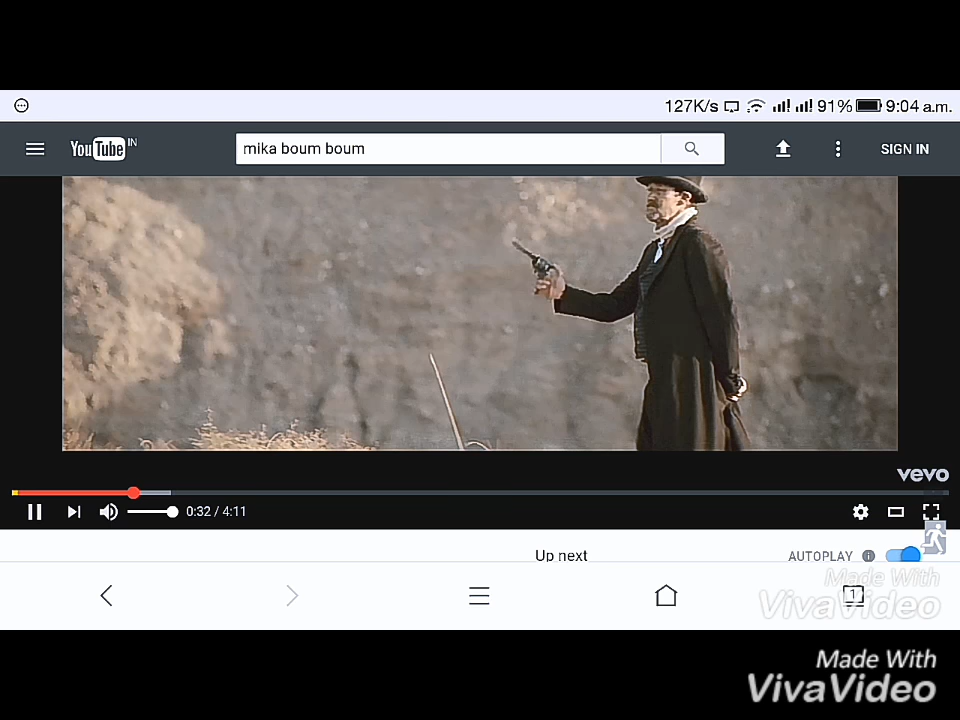 127K/s 91% 9:04 a.m.
YouTube IN mika boum boum SIGN IN
vevo
0:32 / 4:11
Up next AUTOPLAY
1
Made With
VivaVideo
Made With
VivaVideo